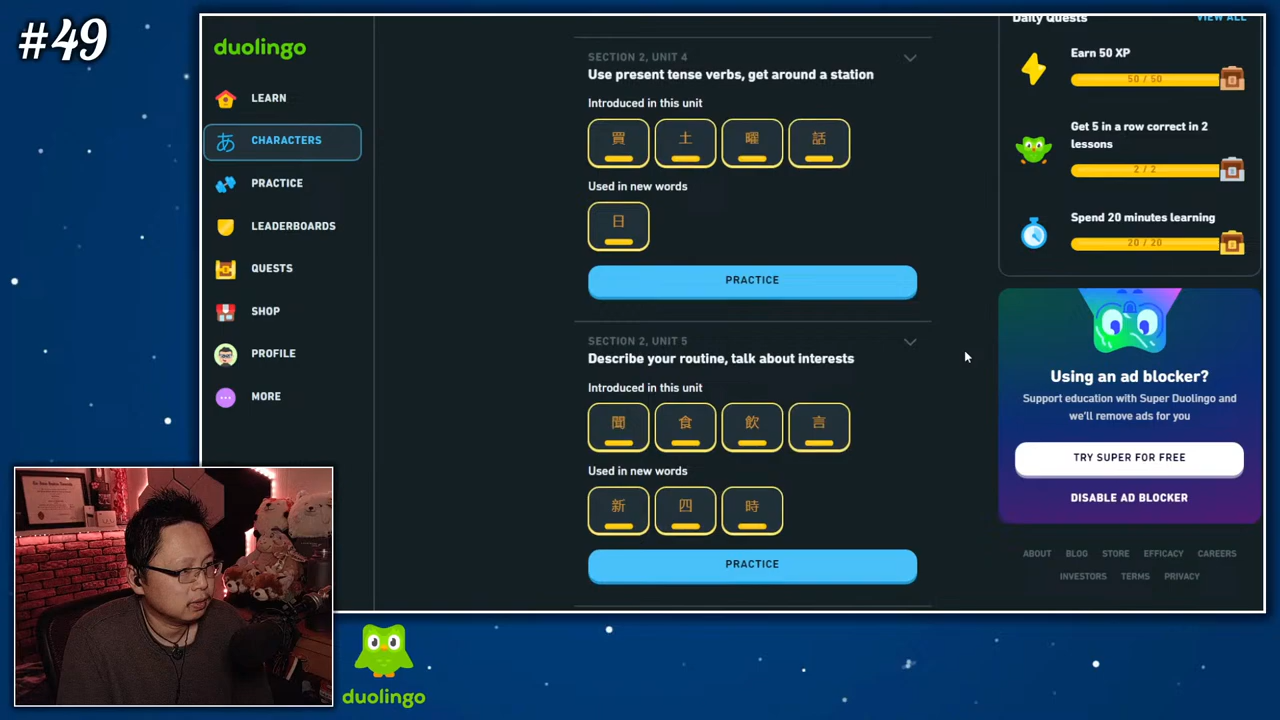 #49
duolingo
LEARN
あ CHARACTERS
PRACTICE
LEADERBOARDS
QUESTS
SHOP
PROFILE
MORE
SECTION 2, UNIT 4
Use present tense verbs, get around a station
Introduced in this unit
買 土 曜 話
Used in new words
日
PRACTICE
SECTION 2, UNIT 5
Describe your routine, talk about interests
Introduced in this unit
聞 食 飲 言
Used in new words
新 四 時
PRACTICE
Daily Quests VIEW ALL
Earn 50 XP
50 / 50
Get 5 in a row correct in 2
lessons
2 / 2
Spend 20 minutes learning
20 / 20
Using an ad blocker?
Support education with Super Duolingo and
we'll remove ads for you
TRY SUPER FOR FREE
DISABLE AD BLOCKER
ABOUT BLOG STORE EFFICACY CAREERS
INVESTORS TERMS PRIVACY
duolingo